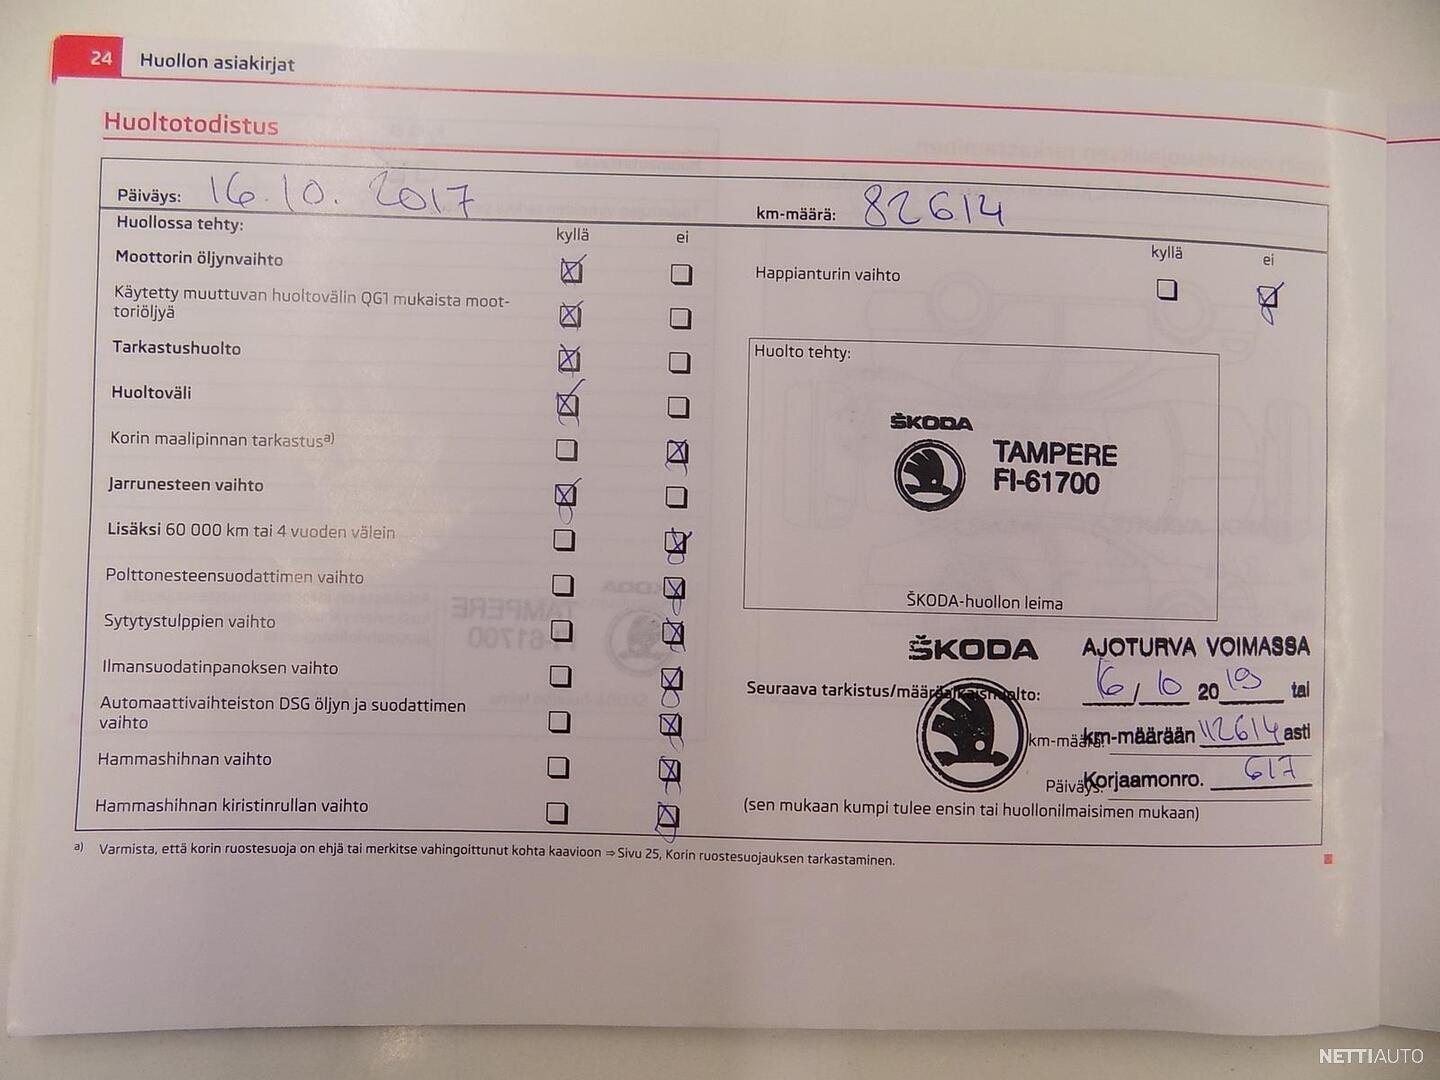 24 Huollon asiakirjat
Huoltotodistus
Päiväys: 16.10.2017 km-määrä: 82614
Huollossa tehty: kyllä ei
Moottorin öljynvaihto
Käytetty muuttuvan huoltovälin QG1 mukaista moot-
toriöljyä
Tarkastushuolto
Huoltoväli
Korin maalipinnan tarkastus a)
Jarrunesteen vaihto
Lisäksi 60 000 km tai 4 vuoden välein
Polttonesteensuodattimen vaihto
Sytytystulppien vaihto
Ilmansuodatinpanoksen vaihto
Automaattivaihteiston DSG öljyn ja suodattimen
vaihto
Hammashihnan vaihto
Hammashihnan kiristinrullan vaihto
kyllä ei
Happianturin vaihto
Huolto tehty:
ŠKODA
TAMPERE
FI-61700
ŠKODA-huollon leima
ŠKODA AJOTURVA VOIMASSA
Seuraava tarkistus/määräaikaishuolto: 16/10 2019 tai
km-määrä: km-määrään 112614 asti
Päiväys: Korjaamonro. 617
(sen mukaan kumpi tulee ensin tai huollonilmaisimen mukaan)
a) Varmista, että korin ruostesuoja on ehjä tai merkitse vahingoittunut kohta kaavioon ⇒ Sivu 25, Korin ruostesuojauksen tarkastaminen.
NETTIAUTO